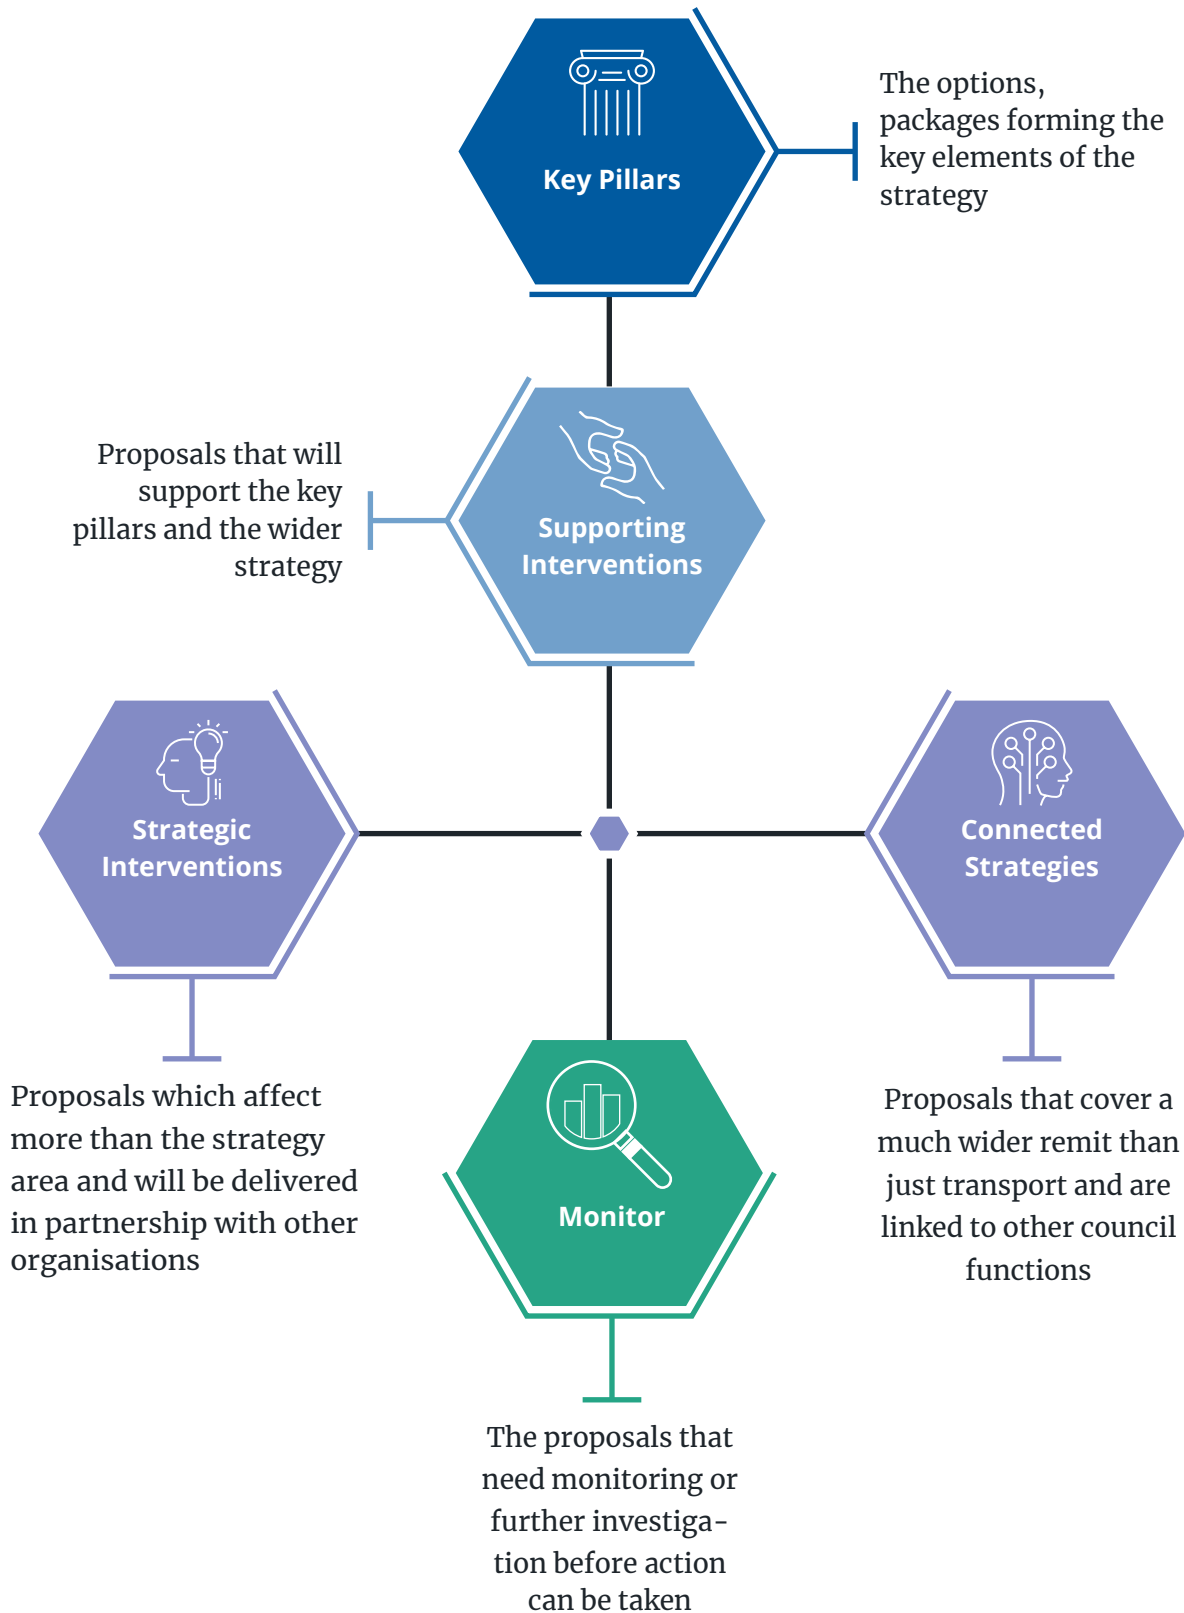 Key Pillars
The options,
packages forming the
key elements of the
strategy
Proposals that will
support the key
pillars and the wider
strategy
Supporting
Interventions
Strategic
Interventions
Connected
Strategies
Proposals which affect
more than the strategy
area and will be delivered
in partnership with other
organisations
Proposals that cover a
much wider remit than
just transport and are
linked to other council
functions
Monitor
The proposals that
need monitoring or
further investiga-
tion before action
can be taken